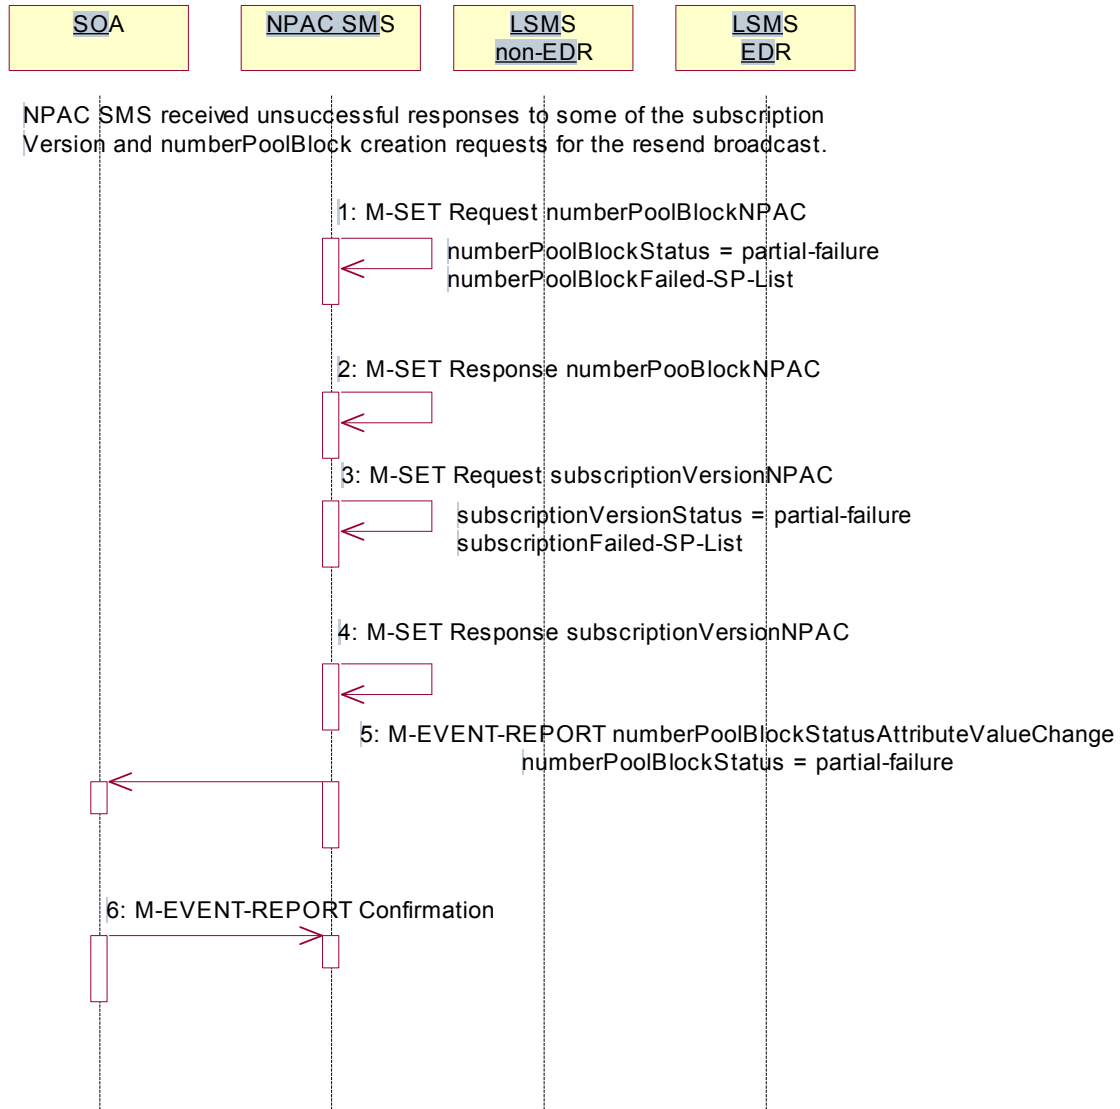 SOA
NPAC SMS
LSMS
non-EDR
LSMS
EDR
NPAC SMS received unsuccessful responses to some of the subscription
Version and numberPoolBlock creation requests for the resend broadcast.
1: M-SET Request numberPoolBlockNPAC
numberPoolBlockStatus = partial-failure
numberPoolBlockFailed-SP-List
2: M-SET Response numberPooBlockNPAC
3: M-SET Request subscriptionVersionNPAC
subscriptionVersionStatus = partial-failure
subscriptionFailed-SP-List
4: M-SET Response subscriptionVersionNPAC
5: M-EVENT-REPORT numberPoolBlockStatusAttributeValueChange
numberPoolBlockStatus = partial-failure
6: M-EVENT-REPORT Confirmation